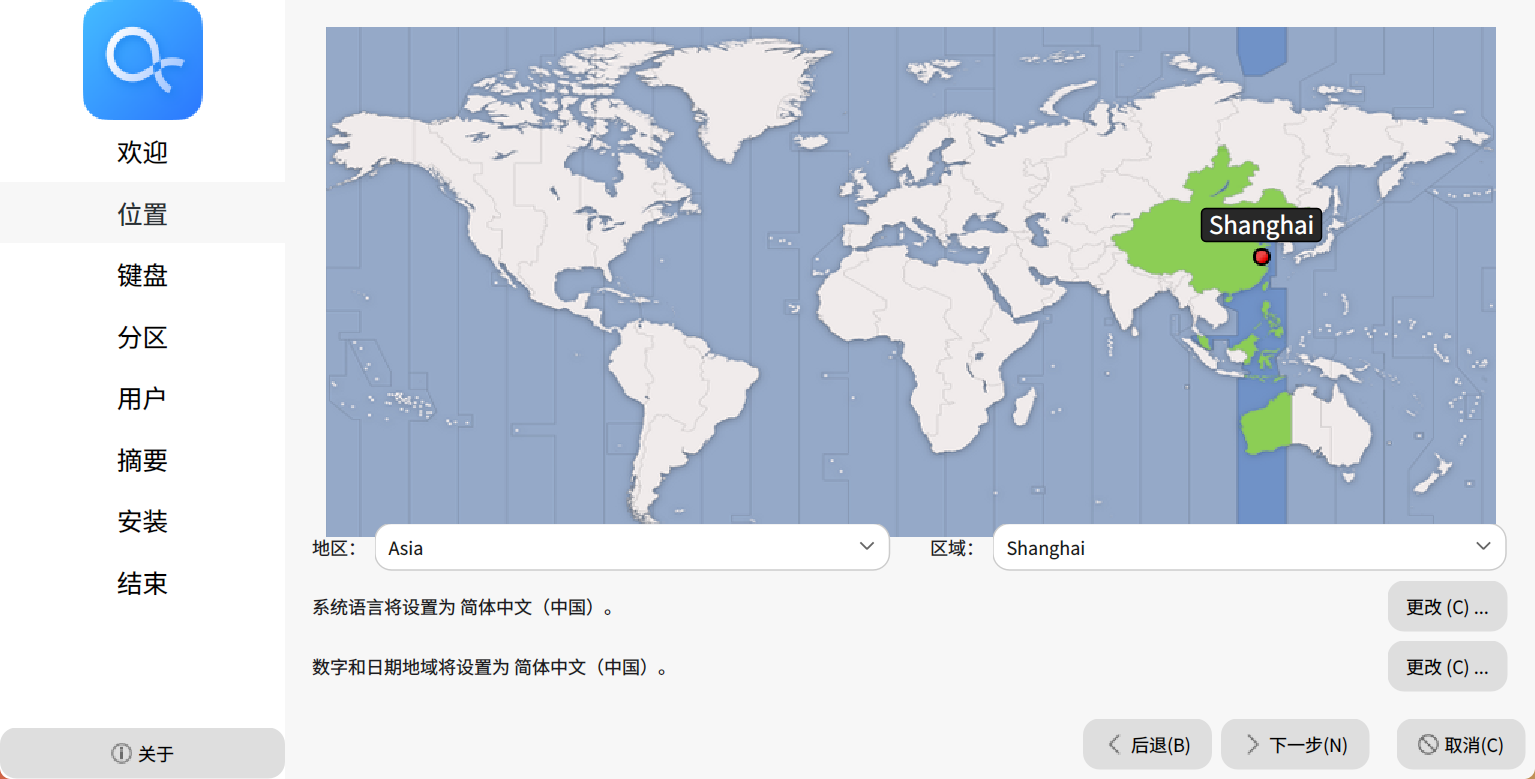 欢迎
位置
键盘
分区
用户
摘要
安装
结束
关于
Shanghai
地区： Asia 区域： Shanghai
系统语言将设置为 简体中文（中国）。 更改 (C) ...
数字和日期地域将设置为 简体中文（中国）。 更改 (C) ...
后退(B) 下一步(N) 取消(C)